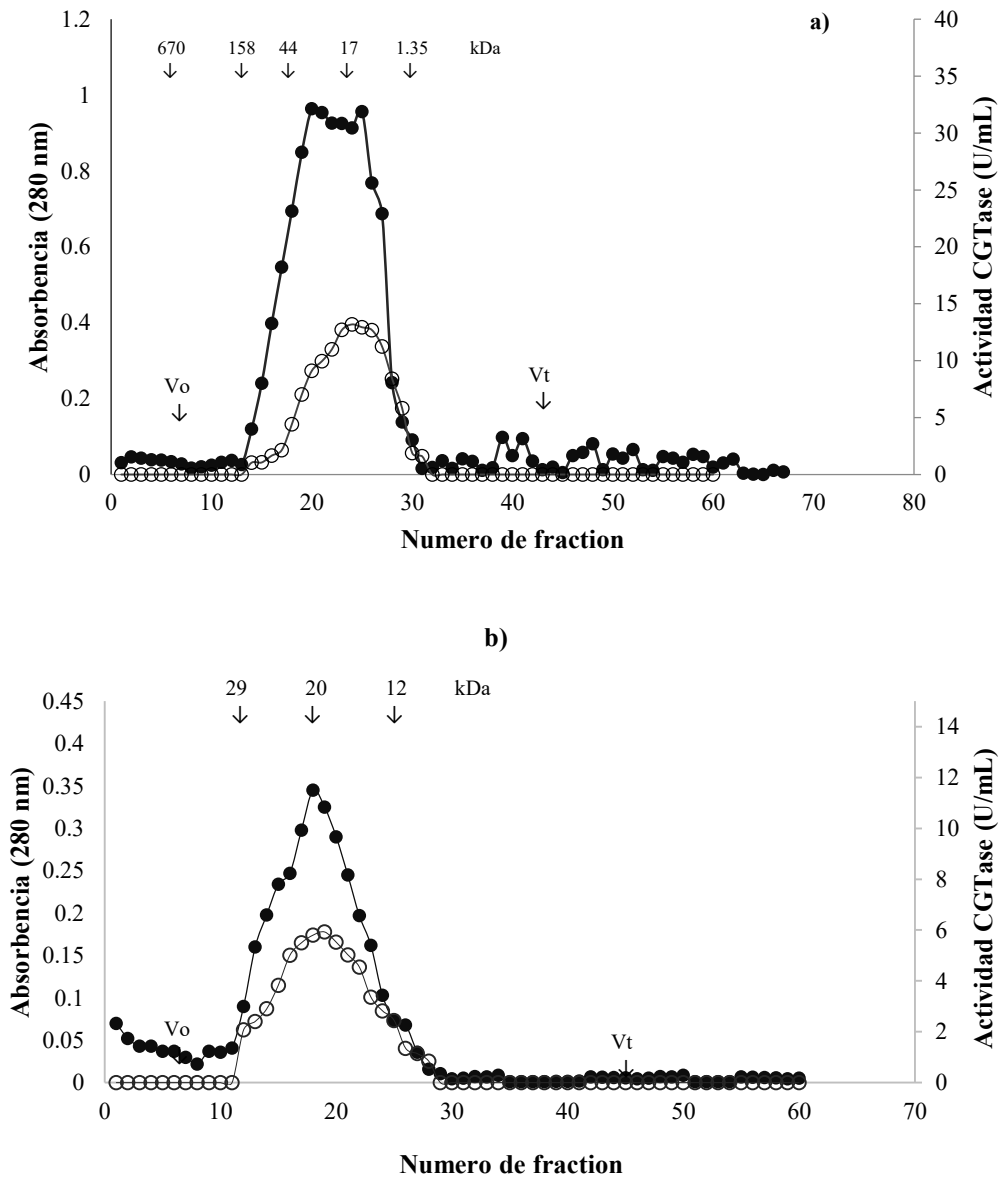 a)
670 158 44 17 1.35 kDa
1.2
1
0.8
0.6
0.4
0.2
0
Absorbencia (280 nm)
40
35
30
25
20
15
10
5
0
Actividad CGTase (U/mL)
Vo
Vt
0 10 20 30 40 50 60 70 80
Numero de fraction
b)
29 20 12 kDa
0.45
0.4
0.35
0.3
0.25
0.2
0.15
0.1
0.05
0
Absorbencia (280 nm)
14
12
10
8
6
4
2
0
Actividad CGTase (U/mL)
Vo
Vt
0 10 20 30 40 50 60 70
Numero de fraction